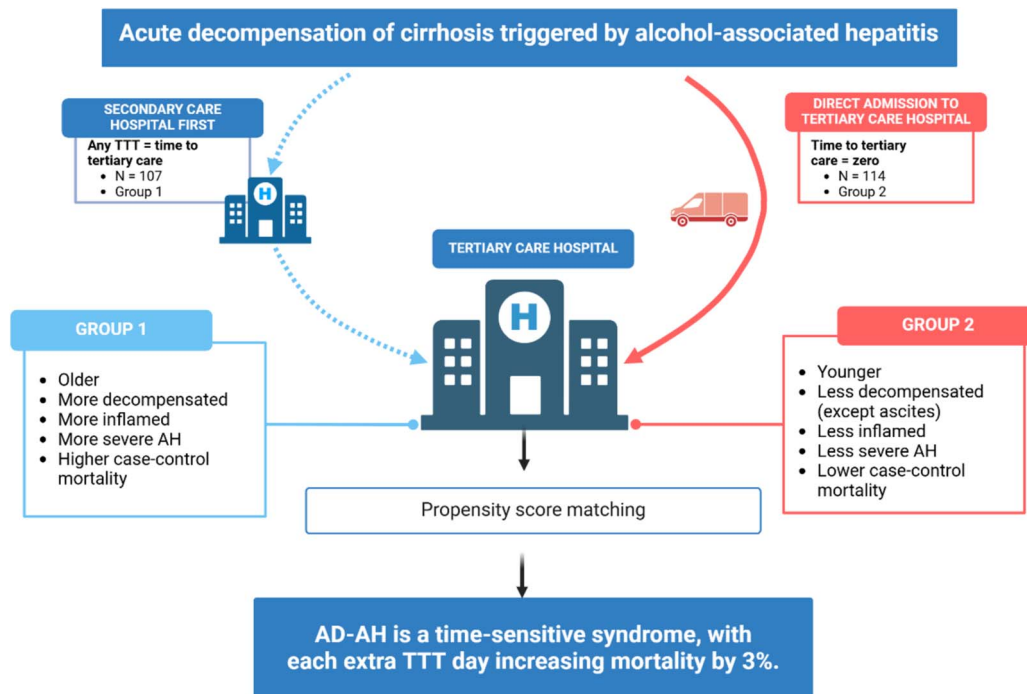 Acute decompensation of cirrhosis triggered by alcohol-associated hepatitis
SECONDARY CARE
HOSPITAL FIRST
Any TTT = time to
tertiary care
• N = 107
• Group 1
H
DIRECT ADMISSION TO
TERTIARY CARE HOSPITAL
Time to tertiary
care = zero
• N = 114
• Group 2
TERTIARY CARE HOSPITAL
H
GROUP 1
• Older
• More decompensated
• More inflamed
• More severe AH
• Higher case-control
mortality
GROUP 2
• Younger
• Less decompensated
(except ascites)
• Less inflamed
• Less severe AH
• Lower case-control
mortality
Propensity score matching
AD-AH is a time-sensitive syndrome, with
each extra TTT day increasing mortality by 3%.